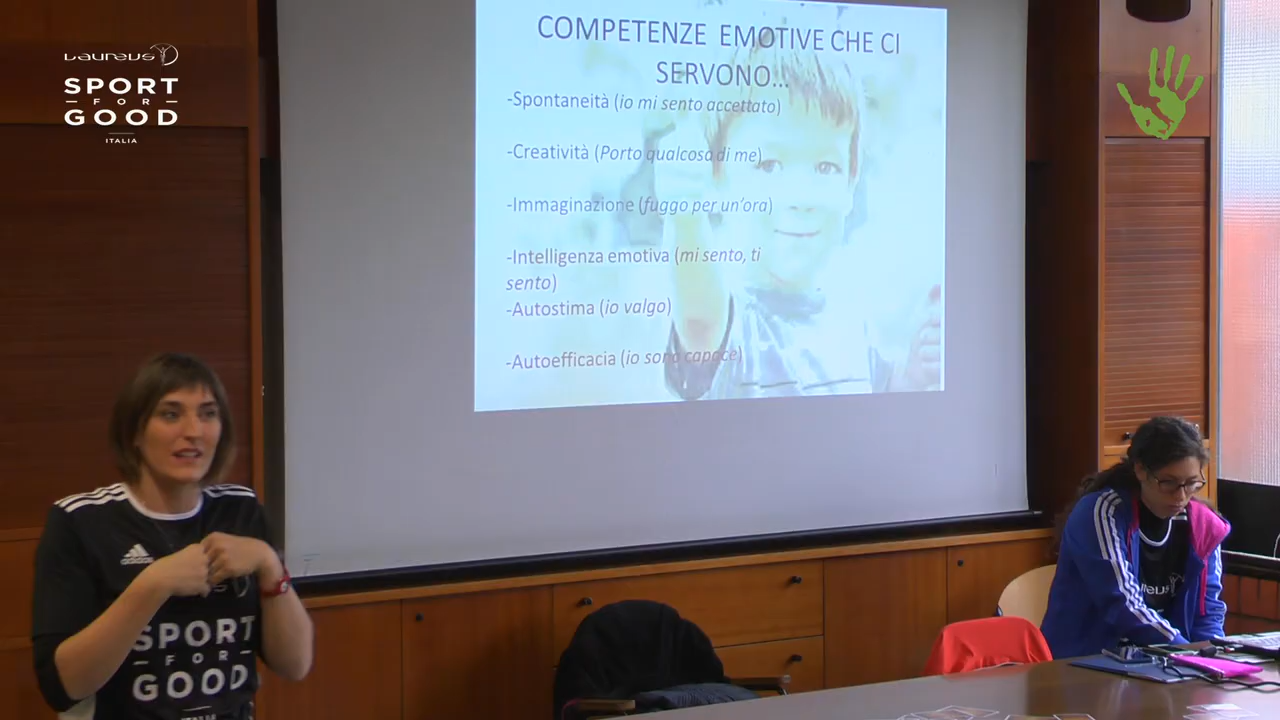 Laureus
SPORT
FOR
GOOD
ITALIA
COMPETENZE EMOTIVE CHE CI
SERVONO...
-Spontaneità (io mi sento accettato)
-Creatività (Porto qualcosa di me)
-Immaginazione (fuggo per un'ora)
-Intelligenza emotiva (mi sento, ti
sento)
-Autostima (io valgo)
-Autoefficacia (io sono capace)
adidas
SPORT
FOR
GOOD